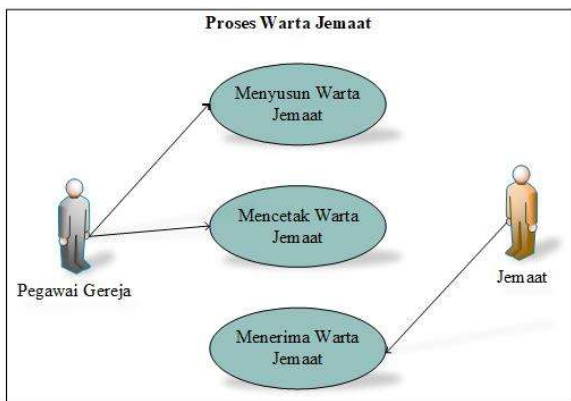 Proses Warta Jemaat
Menyusun Warta
Jemaat
Mencetak Warta
Jemaat
Pegawai Gereja
Jemaat
Menerima Warta
Jemaat